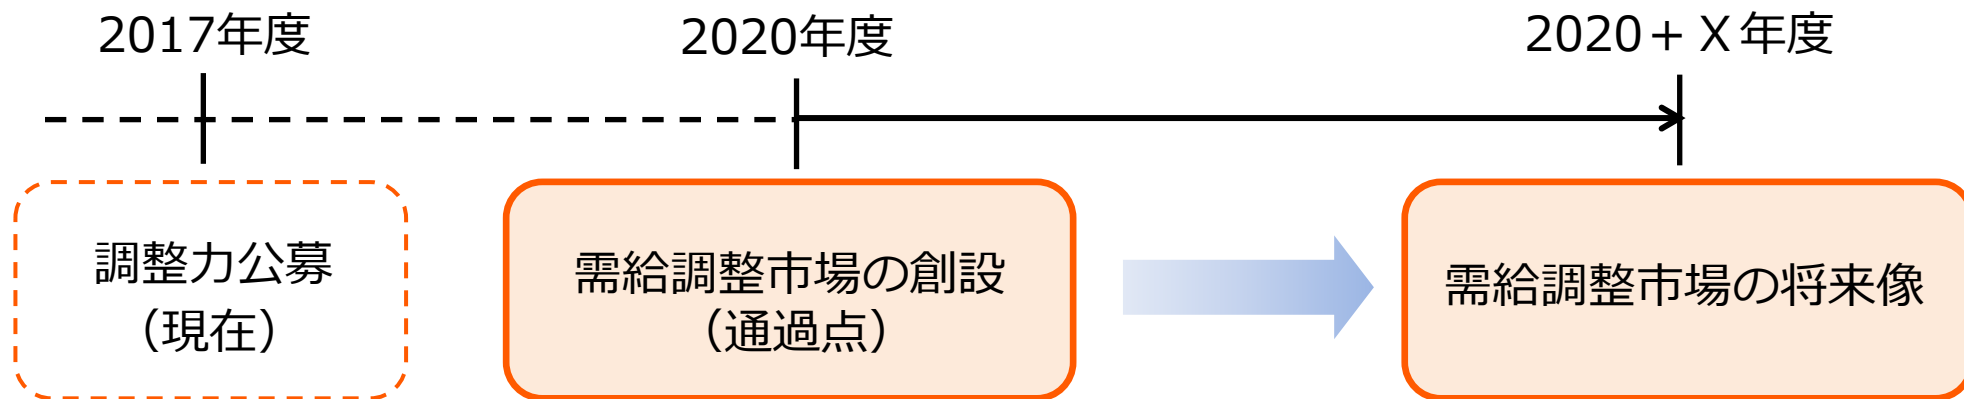 2017年度
2020年度
2020+X年度
調整力公募
(現在)
需給調整市場の創設
(通過点)
需給調整市場の将来像